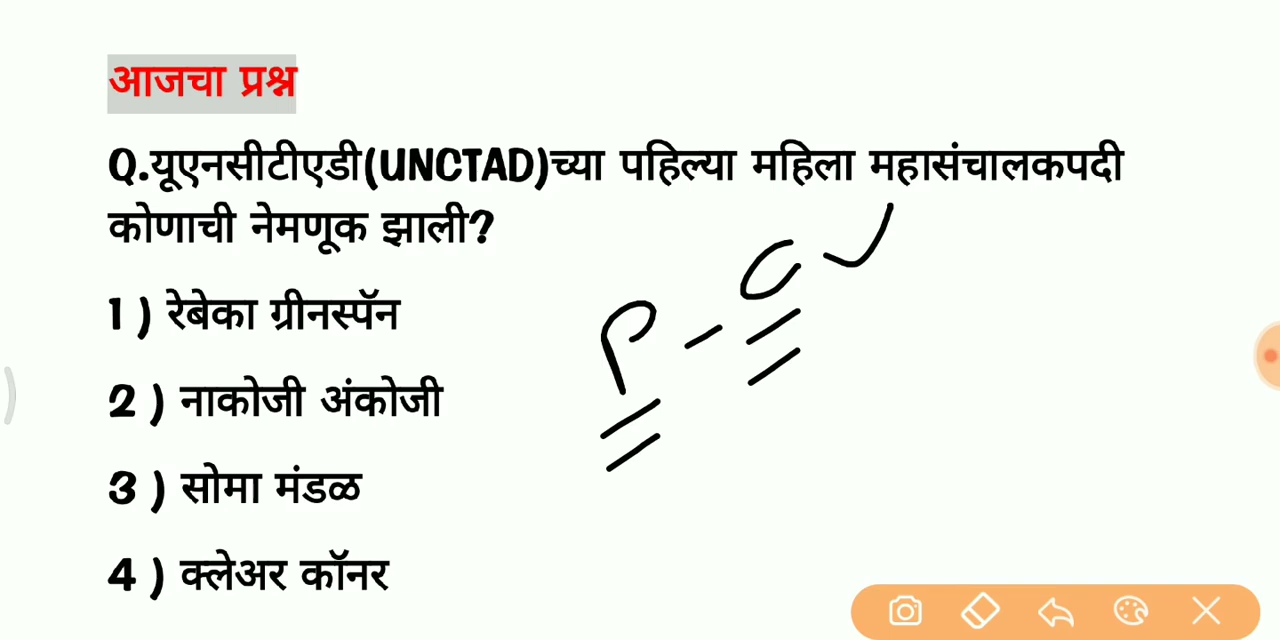 आजचा प्रश्न
Q.यूएनसीटीएडी(UNCTAD)च्या पहिल्या महिला महासंचालकपदी
कोणाची नेमणूक झाली?
1 ) रेबेका ग्रीनस्पॅन
2 ) नाकोजी अंकोजी
3 ) सोमा मंडळ
4 ) क्लेअर कॉनर